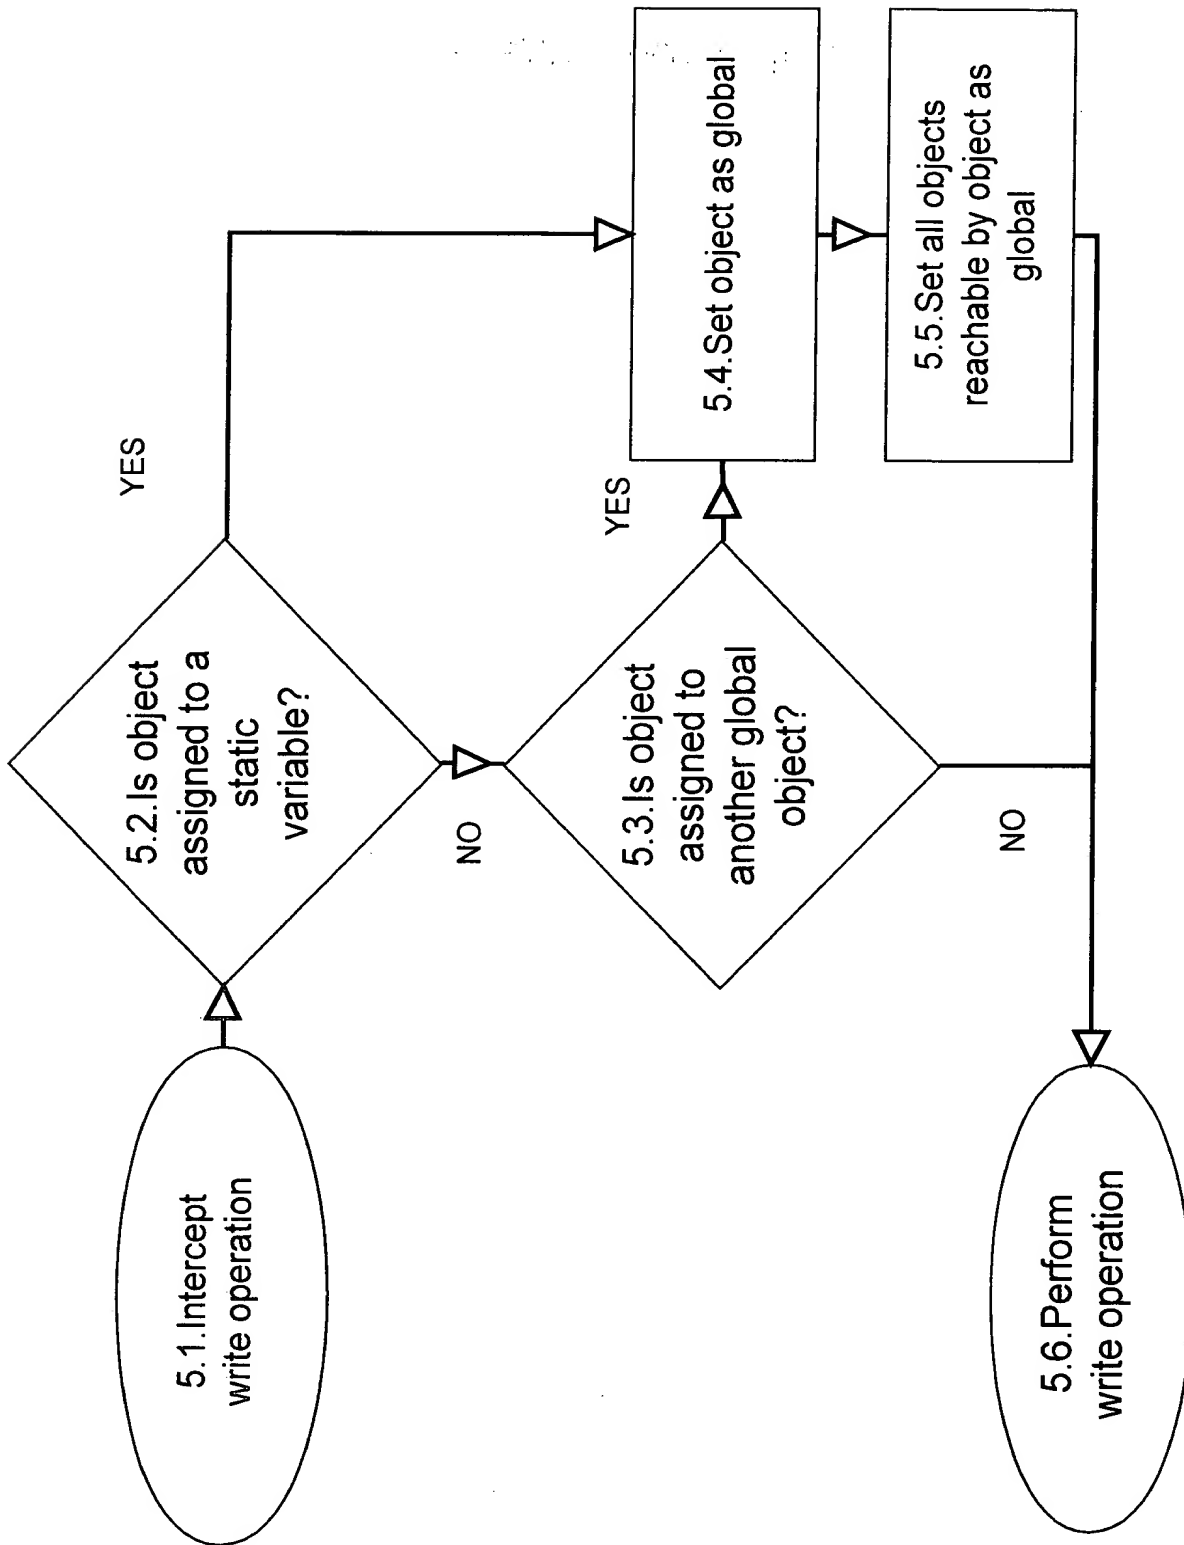 5.1.Intercept
write operation
5.2.Is object
assigned to a
static
variable?
YES
NO
5.3.Is object
assigned to
another global
object?
YES
NO
5.4.Set object as global
5.5.Set all objects
reachable by object as
global
5.6.Perform
write operation